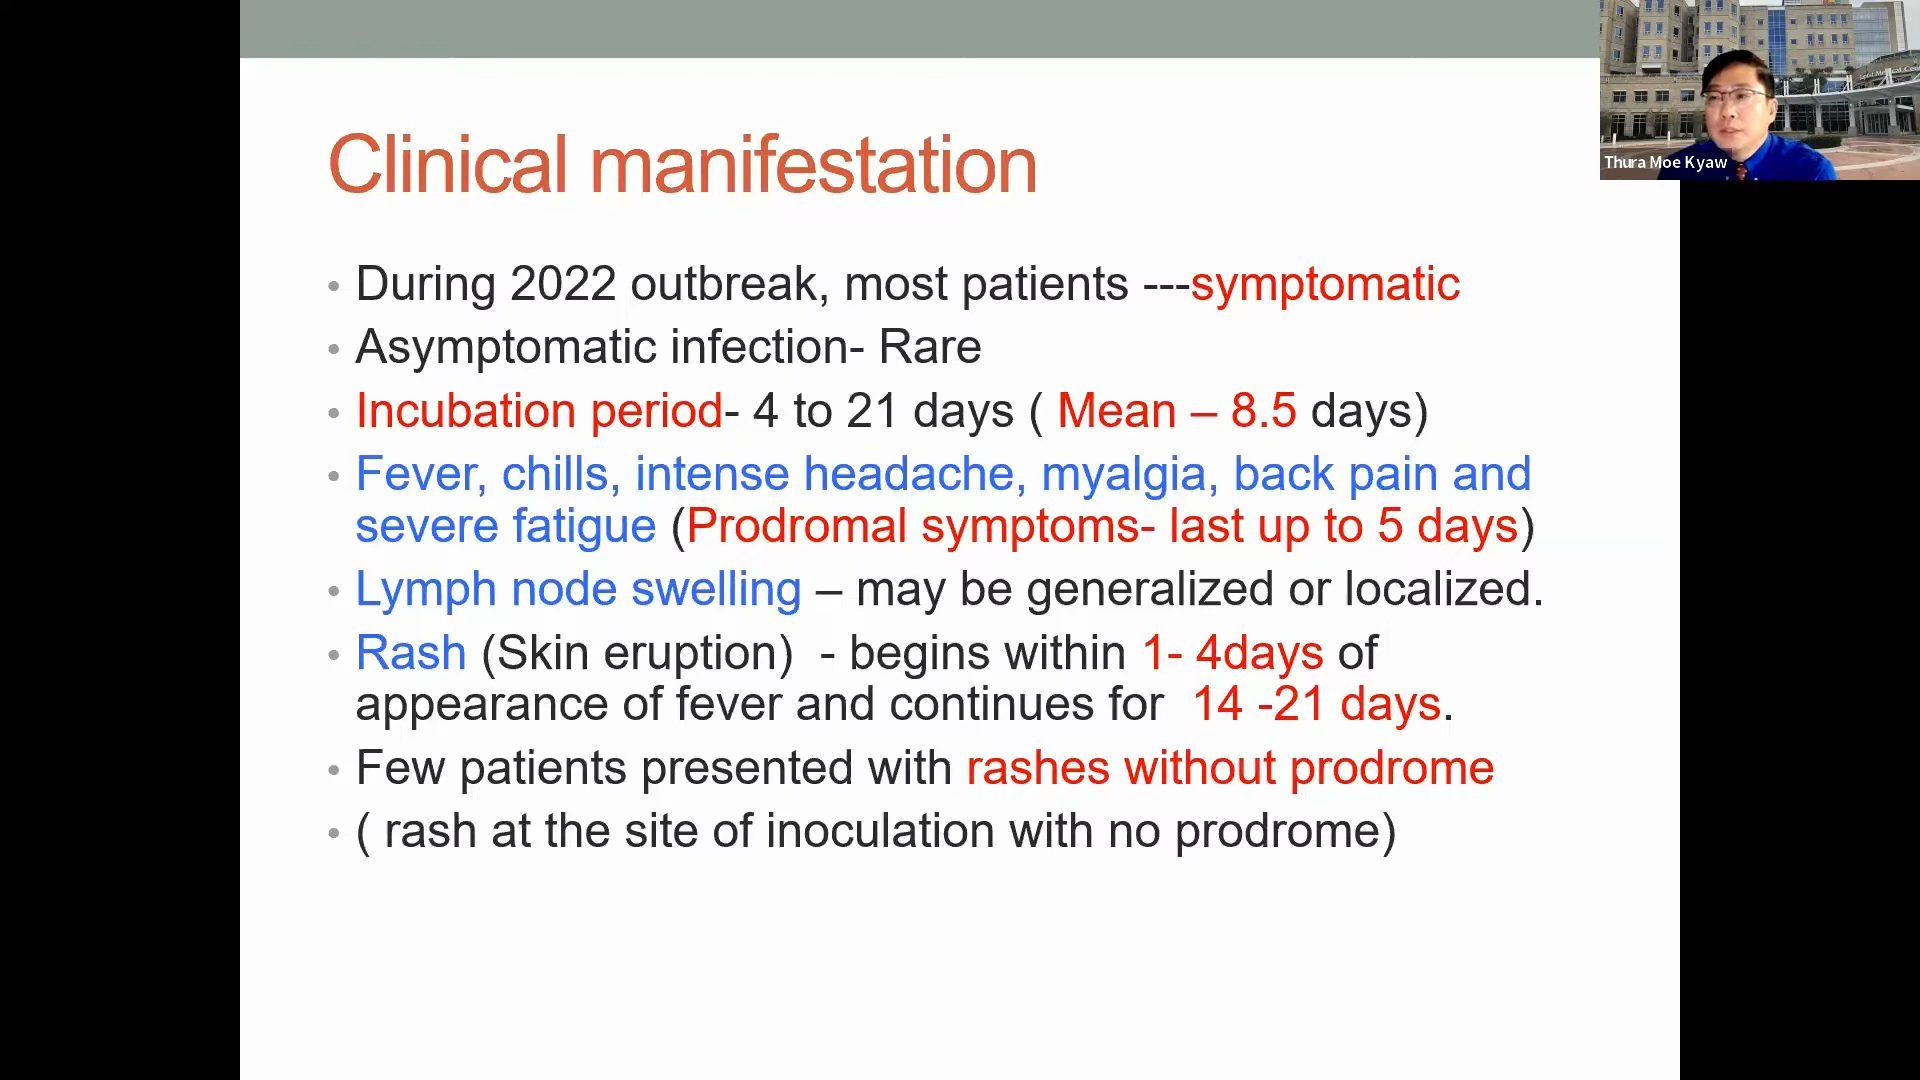 Clinical manifestation
• During 2022 outbreak, most patients ---symptomatic
• Asymptomatic infection- Rare
• Incubation period- 4 to 21 days ( Mean – 8.5 days)
• Fever, chills, intense headache, myalgia, back pain and
severe fatigue (Prodromal symptoms- last up to 5 days)
• Lymph node swelling – may be generalized or localized.
• Rash (Skin eruption)  - begins within 1- 4days of
appearance of fever and continues for  14 -21 days.
• Few patients presented with rashes without prodrome
• ( rash at the site of inoculation with no prodrome)
Thura Moe Kyaw